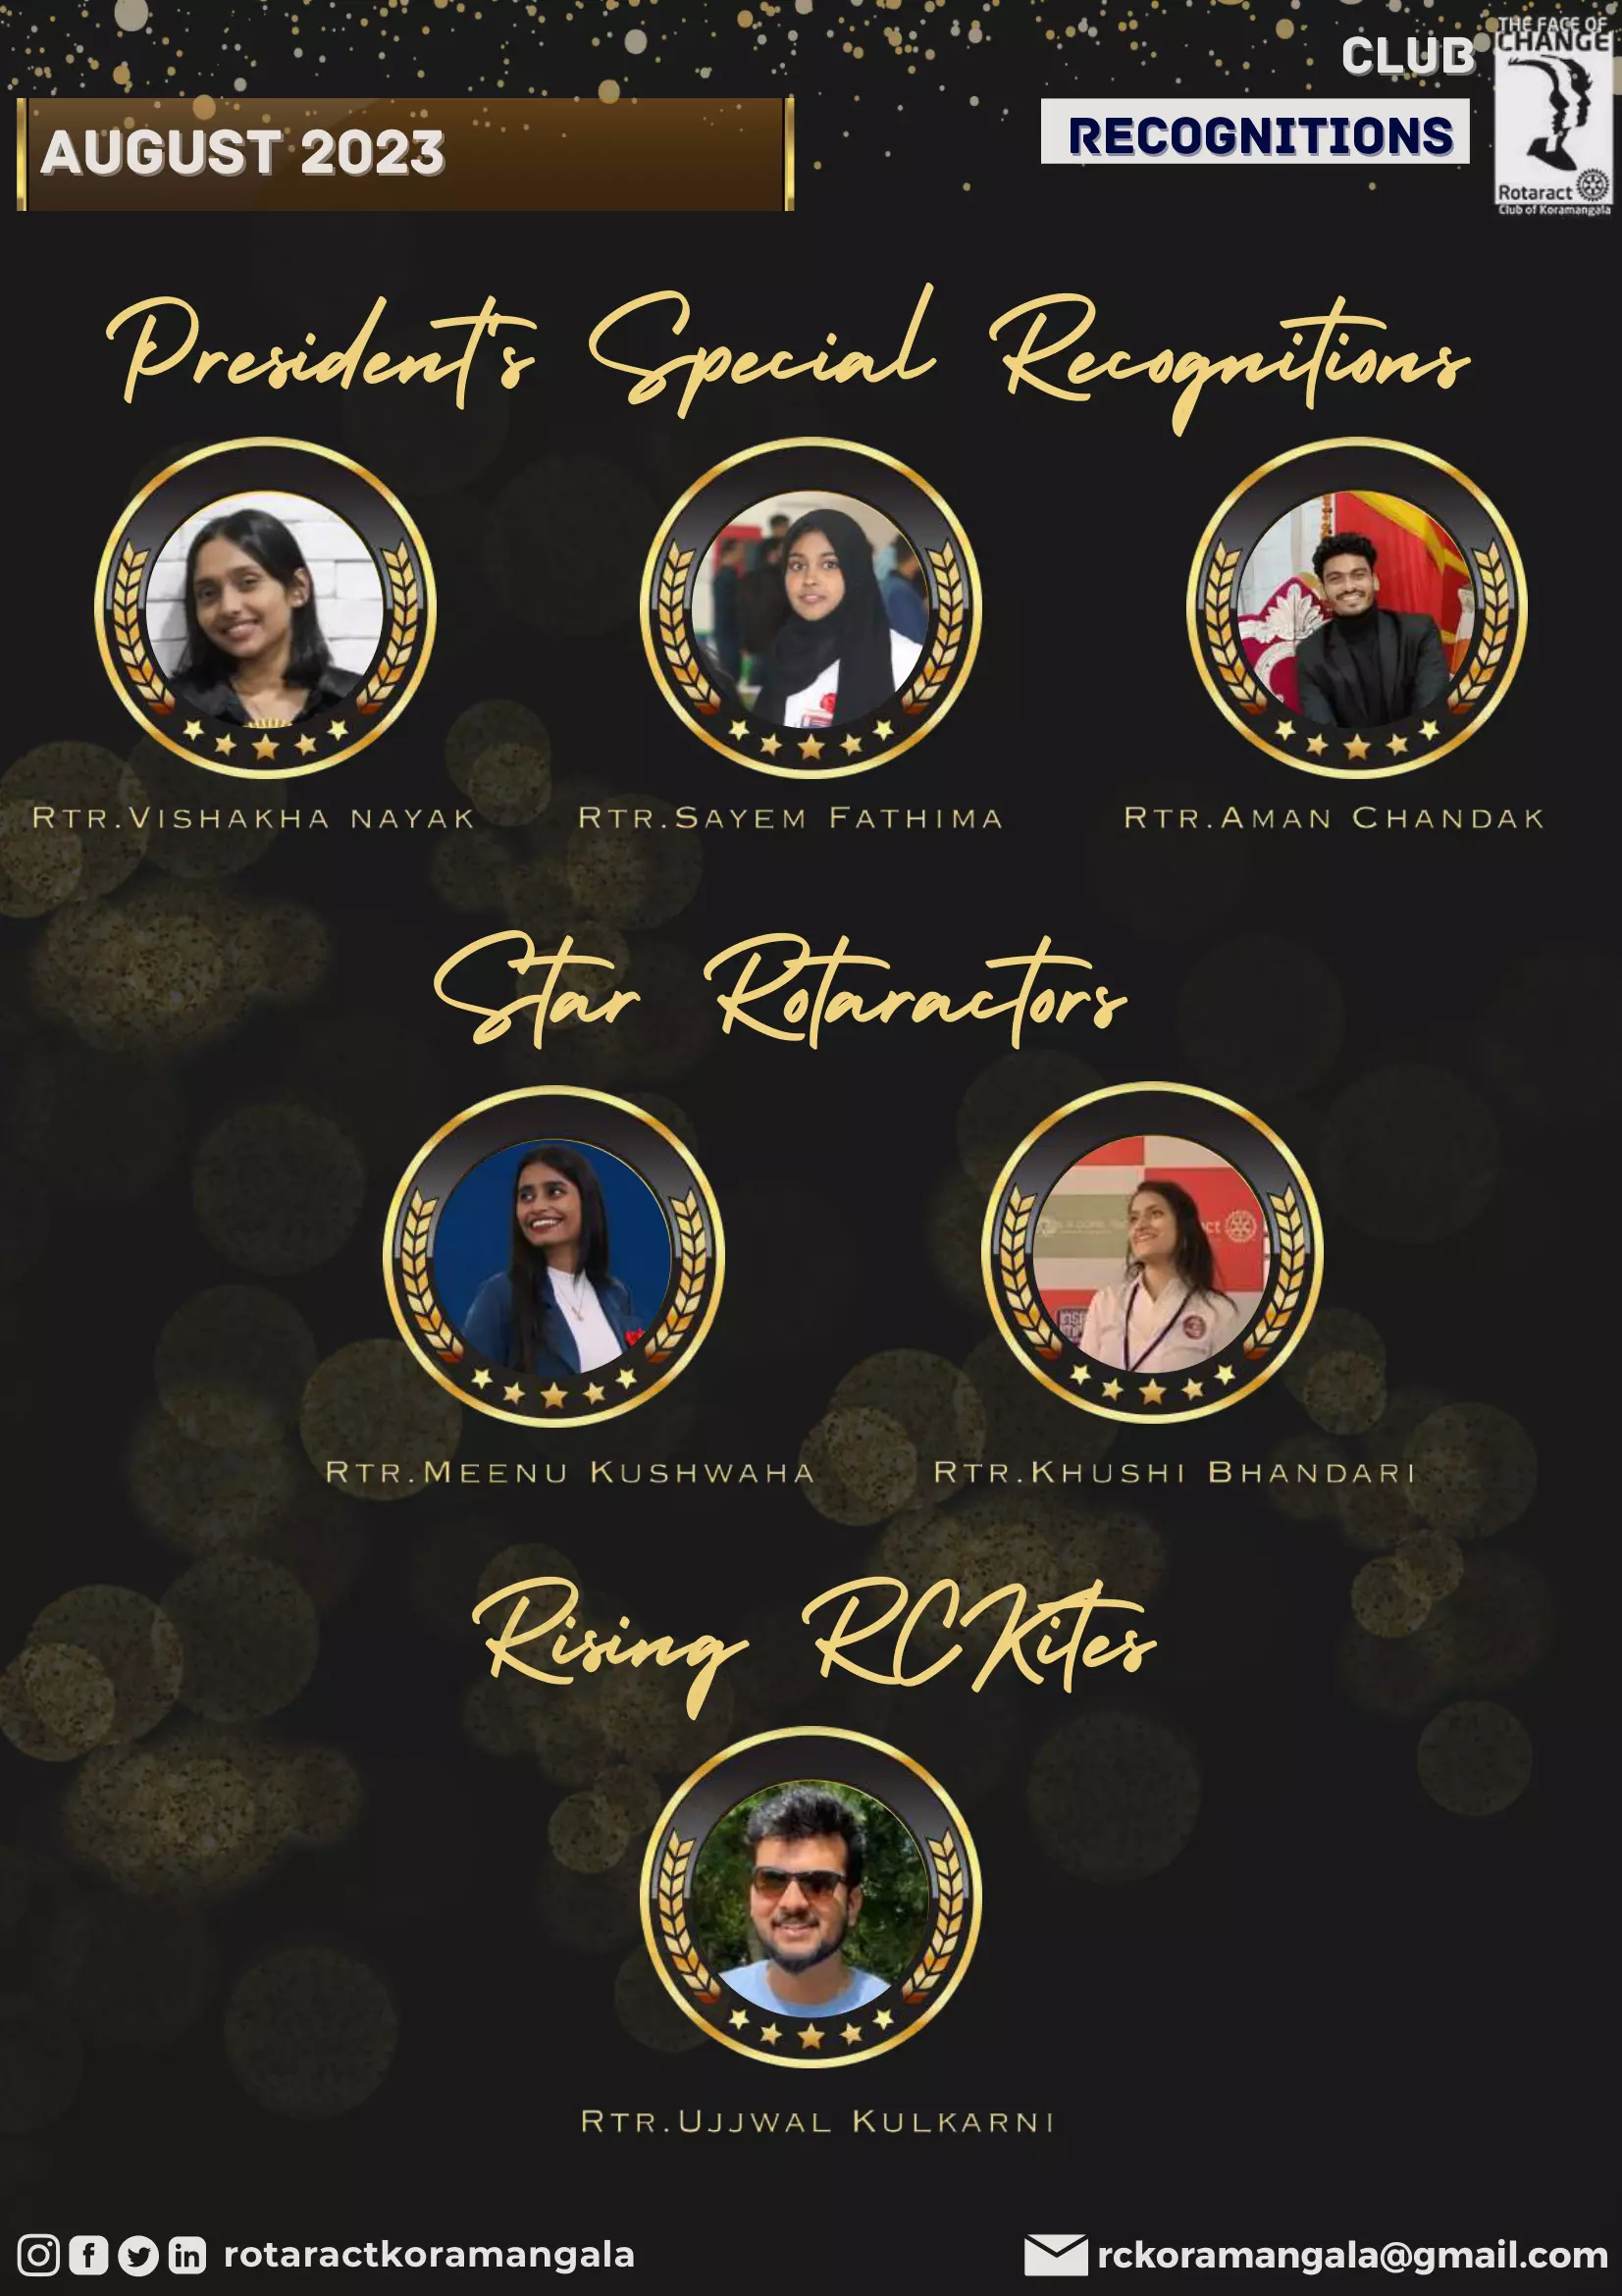 THE FACE OF
CHANGE
CLUB
RECOGNITIONS
AUGUST 2023
Rotaract
Club of Koramangala
President's Special Recognitions
RTR.VISHAKHA NAYAK
RTR.SAYEM FATHIMA
RTR.AMAN CHANDAK
Star Rotaractors
RTR.MEENU KUSHWAHA
RTR.KHUSHI BHANDARI
Rising RCKites
RTR.UJJWAL KULKARNI
rotaractkoramangala
rckoramangala@gmail.com